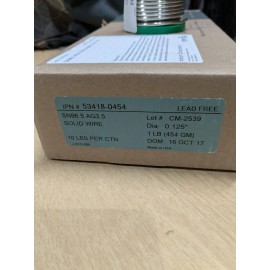 IPN # 53418-0454 LEAD FREE
SN96.5 AG3.5 Lot # CM-2539
SOLID WIRE Dia. 0.125"
1 LB (454 GM)
10 LBS PER CTN DOM: 16 OCT 17